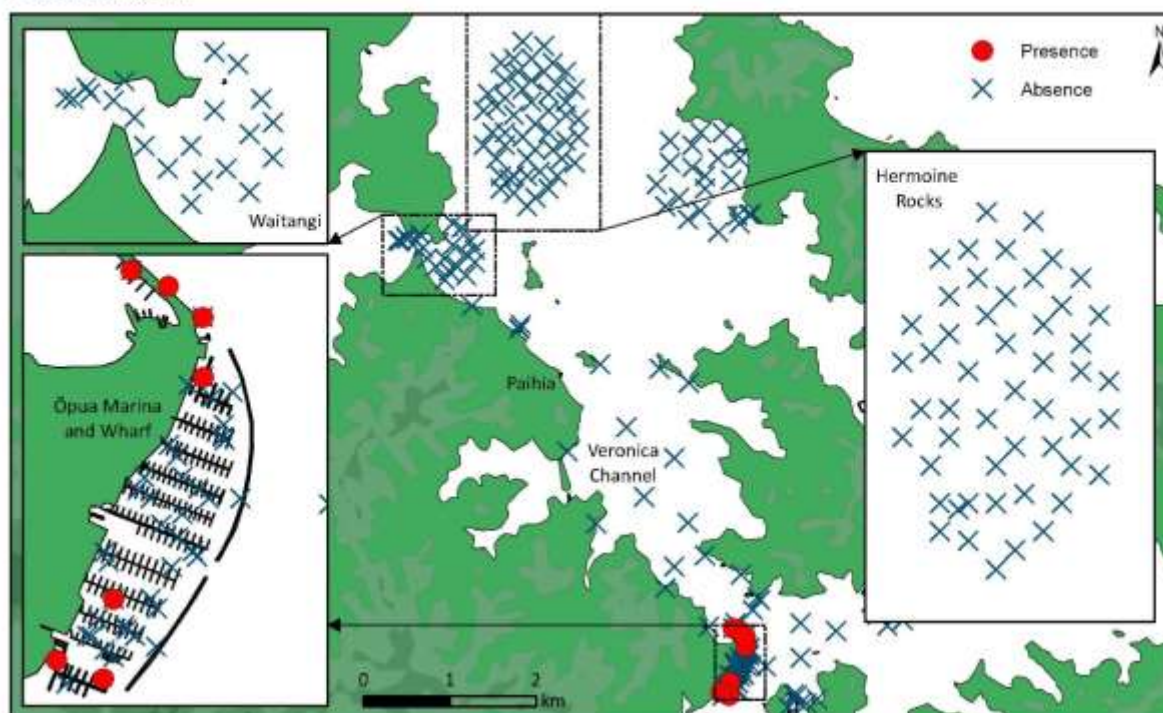 N
Presence
Absence
Hermoine
Rocks
Waitangi
Ōpua Marina
and Wharf
Paihia
Veronica
Channel
0 1 2
km